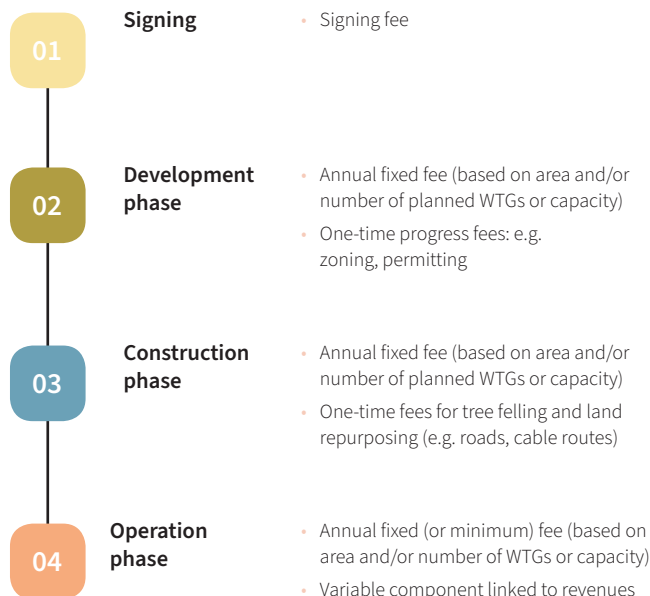 01
Signing
• Signing fee
02
Development
phase
• Annual fixed fee (based on area and/or
number of planned WTGs or capacity)
• One-time progress fees: e.g.
zoning, permitting
03
Construction
phase
• Annual fixed fee (based on area and/or
number of planned WTGs or capacity)
• One-time fees for tree felling and land
repurposing (e.g. roads, cable routes)
04
Operation
phase
• Annual fixed (or minimum) fee (based on
area and/or number of WTGs or capacity)
• Variable component linked to revenues